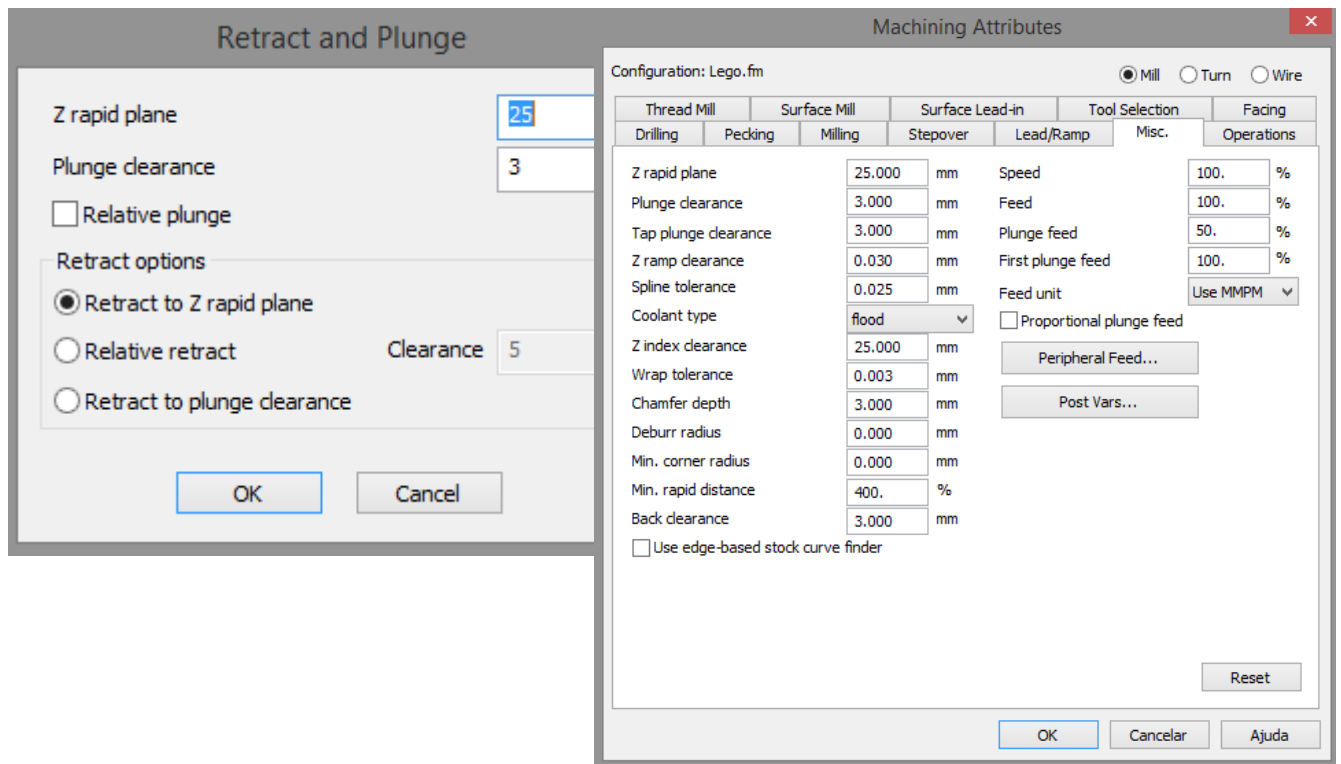 Retract and Plunge
Z rapid plane 25
Plunge clearance 3
Relative plunge
Retract options
Retract to Z rapid plane
Relative retract Clearance 5
Retract to plunge clearance
OK Cancel
Machining Attributes
Configuration: Lego.fm Mill Turn Wire
Thread Mill Surface Mill Surface Lead-in Tool Selection Facing
Drilling Pecking Milling Stepover Lead/Ramp Misc. Operations
Z rapid plane 25.000 mm Speed 100. %
Plunge clearance 3.000 mm Feed 100. %
Tap plunge clearance 3.000 mm Plunge feed 50. %
Z ramp clearance 0.030 mm First plunge feed 100. %
Spline tolerance 0.025 mm Feed unit Use MMPM
Coolant type flood Proportional plunge feed
Z index clearance 25.000 mm Peripheral Feed...
Wrap tolerance 0.003 mm
Chamfer depth 3.000 mm Post Vars...
Deburr radius 0.000 mm
Min. corner radius 0.000 mm
Min. rapid distance 400. %
Back clearance 3.000 mm
Use edge-based stock curve finder
Reset
OK Cancelar Ajuda